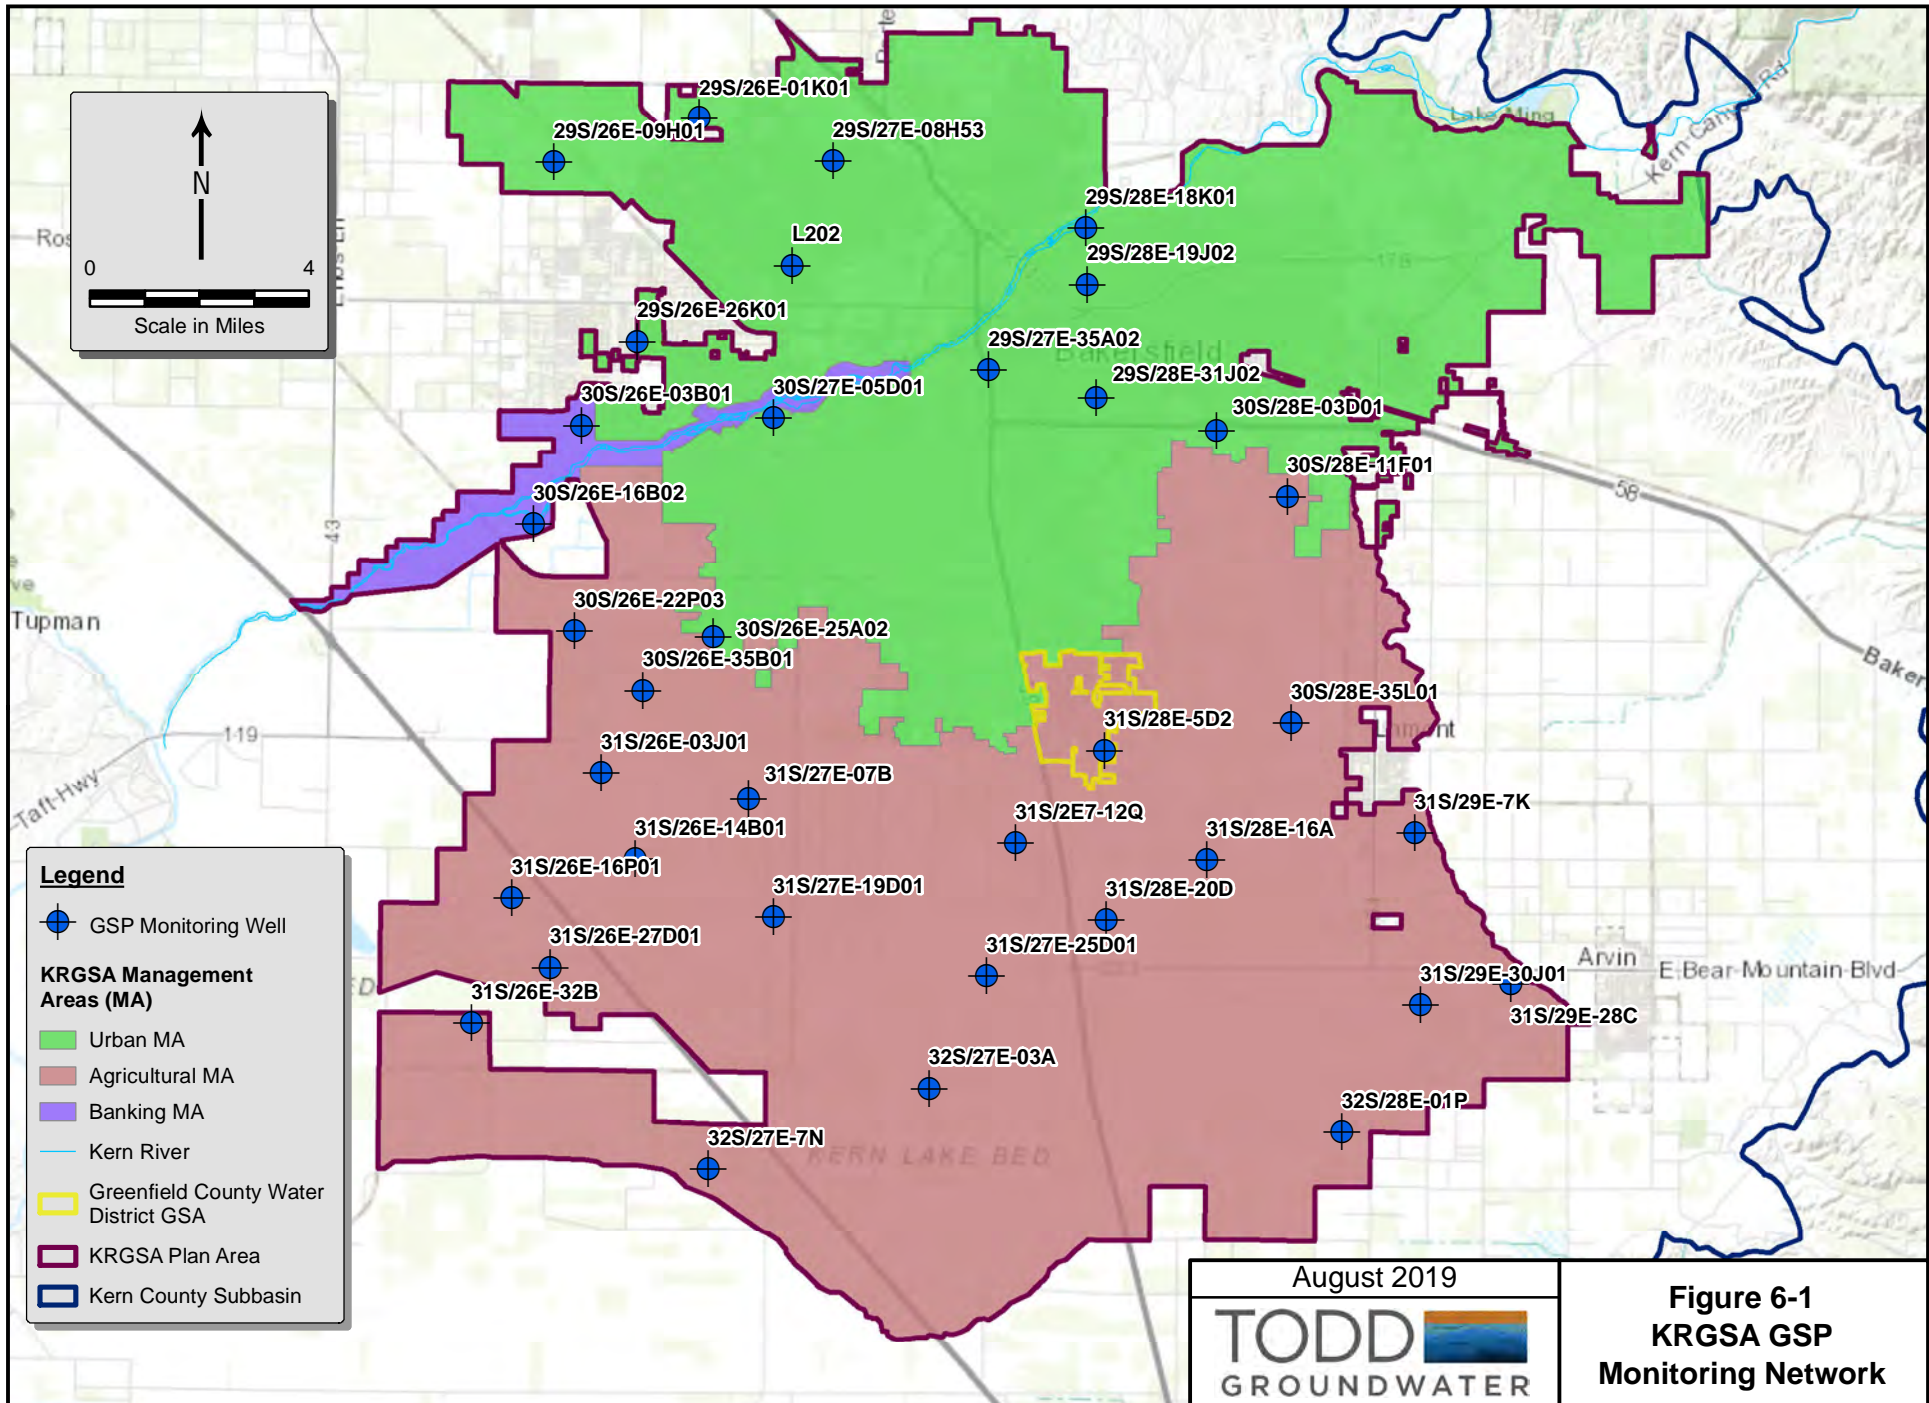 N
0 4
Scale in Miles
29S/26E-01K01
29S/26E-09H01
29S/27E-08H53
29S/28E-18K01
L202
29S/28E-19J02
29S/26E-26K01
29S/27E-35A02
Bakersfield
29S/28E-31J02
30S/26E-03B01
30S/27E-05D01
30S/28E-03D01
30S/28E-11F01
30S/26E-16B02
30S/26E-22P03
30S/26E-25A02
30S/26E-35B01
30S/28E-35L01
31S/28E-5D2
31S/26E-03J01
31S/27E-07B
31S/2E7-12Q
31S/29E-7K
31S/26E-14B01
31S/28E-16A
31S/26E-16P01
31S/27E-19D01
31S/28E-20D
31S/26E-27D01
31S/27E-25D01
31S/29E-30J01
31S/26E-32B
31S/29E-28C
32S/27E-03A
32S/28E-01P
32S/27E-7N
KERN LAKE BED
Lake Ming
Kern-Canyon Rd
178
58
43
119
Tupman
Taft-Hwy
Arvin
E-Bear-Mountain-Blvd
Legend
GSP Monitoring Well
KRGSA Management
Areas (MA)
Urban MA
Agricultural MA
Banking MA
Kern River
Greenfield County Water
District GSA
KRGSA Plan Area
Kern County Subbasin
August 2019
TODD
GROUNDWATER
Figure 6-1
KRGSA GSP
Monitoring Network